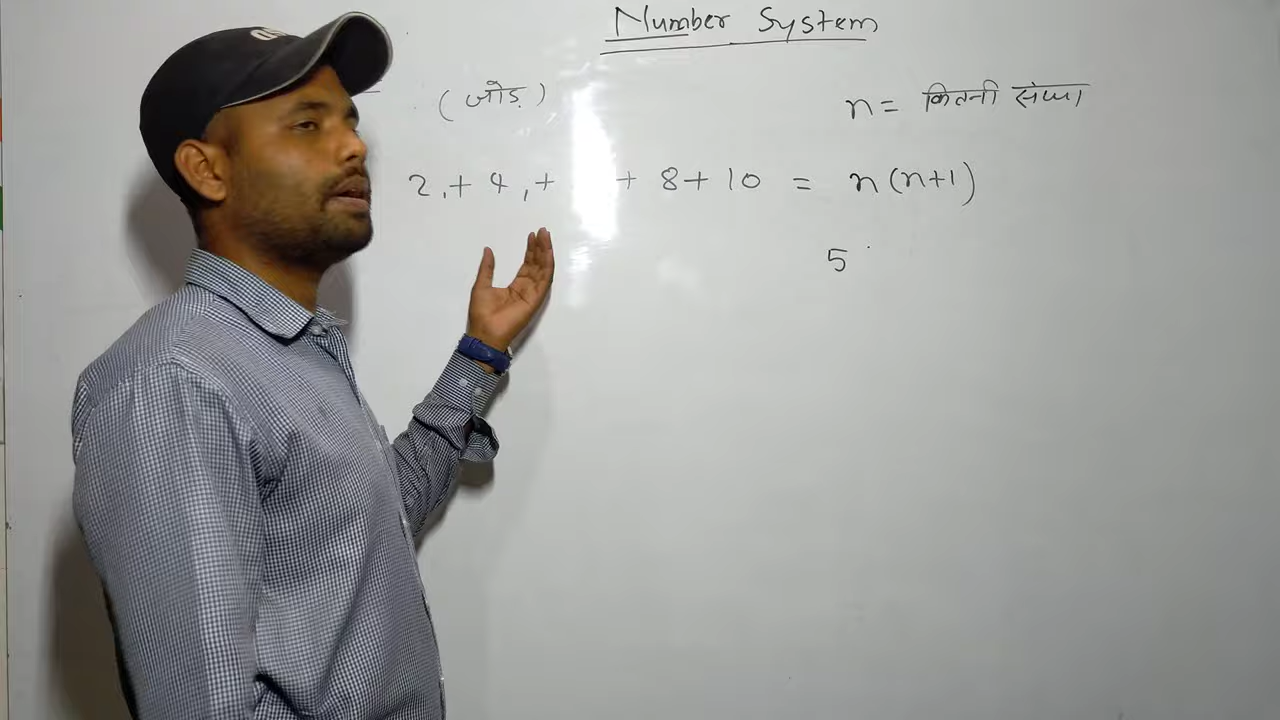 Number System
(जोड़)
n = कितनी संख्या
2, + 4, + + 8 + 10 = n(n+1)
5